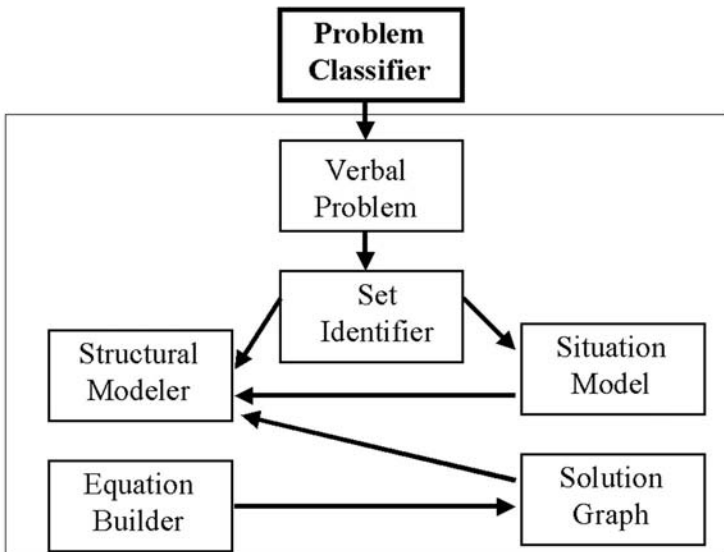 Problem
Classifier
Verbal
Problem
Set
Identifier
Structural
Modeler
Situation
Model
Equation
Builder
Solution
Graph